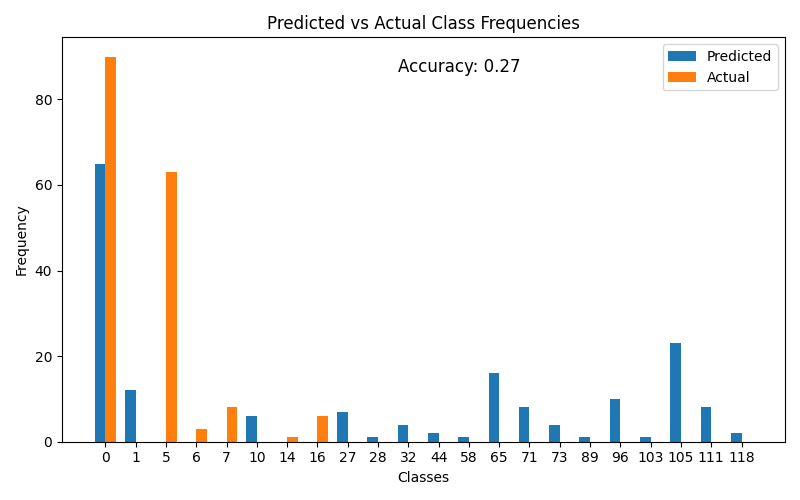 Predicted vs Actual Class Frequencies
Accuracy: 0.27
Predicted
Actual
Frequency
80
60
40
20
0
0 1 5 6 7 10 14 16 27 28 32 44 58 65 71 73 89 96 103 105 111 118
Classes